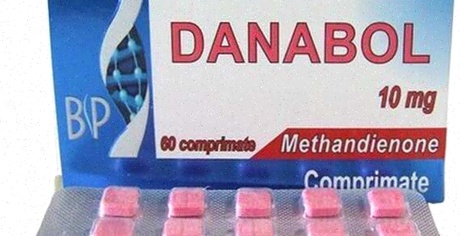 DANABOL
10 mg
BP
60 comprimate Methandienone
Comprimate